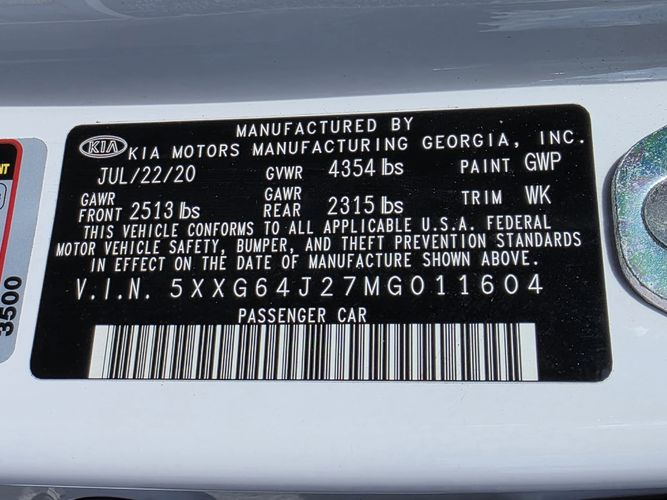 MANUFACTURED BY
KIA KIA MOTORS MANUFACTURING GEORGIA, INC.
JUL/22/20 GVWR 4354 lbs PAINT GWP
GAWR FRONT 2513 lbs GAWR REAR 2315 lbs TRIM WK
THIS VEHICLE CONFORMS TO ALL APPLICABLE U.S.A. FEDERAL
MOTOR VEHICLE SAFETY, BUMPER, AND THEFT PREVENTION STANDARDS
IN EFFECT ON THE DATE OF MANUFACTURE SHOWN ABOVE.
V.I.N. 5XXG64J27MG011604
PASSENGER CAR
3500